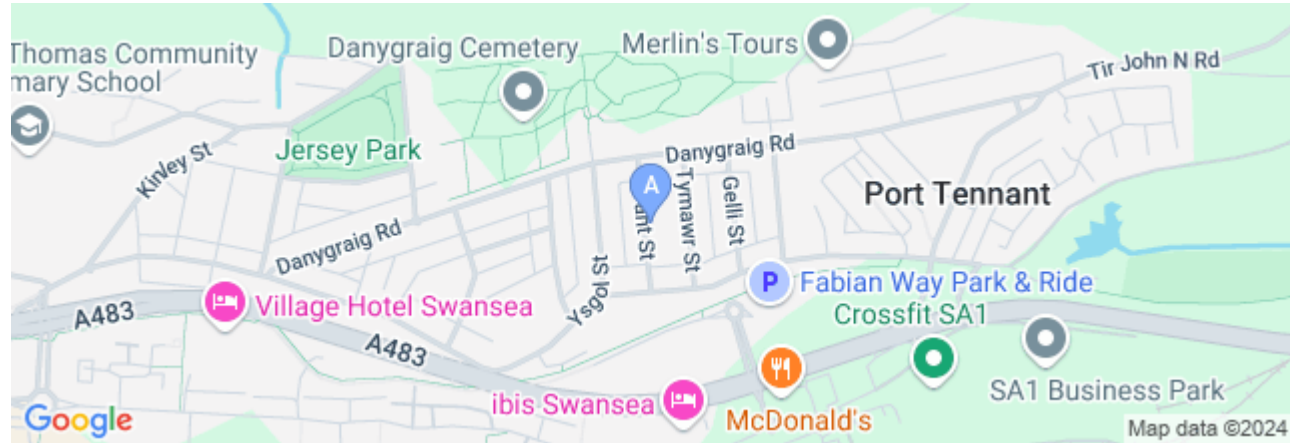 Thomas Community
mary School
Danygraig Cemetery
Merlin's Tours
Tir John N Rd
Jersey Park
Kinley St
Danygraig Rd
Danygraig Rd
Port Tennant
A
Tymawr St
Gelli St
St
Ysgol St
P
Fabian Way Park & Ride
Village Hotel Swansea
A483
A483
Crossfit SA1
SA1 Business Park
ibis Swansea
McDonald's
Google
Map data ©2024